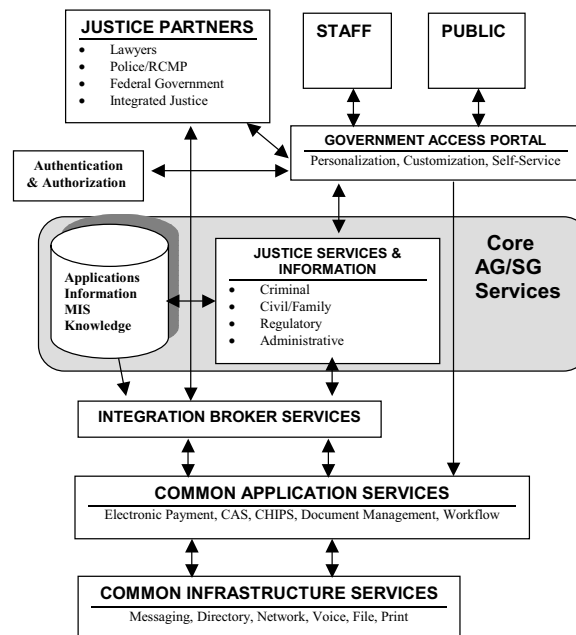 JUSTICE PARTNERS
• Lawyers
• Police/RCMP
• Federal Government
• Integrated Justice
STAFF
PUBLIC
GOVERNMENT ACCESS PORTAL
Personalization, Customization, Self-Service
Authentication
& Authorization
Applications
Information
MIS
Knowledge
JUSTICE SERVICES &
INFORMATION
• Criminal
• Civil/Family
• Regulatory
• Administrative
Core
AG/SG
Services
INTEGRATION BROKER SERVICES
COMMON APPLICATION SERVICES
Electronic Payment, CAS, CHIPS, Document Management, Workflow
COMMON INFRASTRUCTURE SERVICES
Messaging, Directory, Network, Voice, File, Print